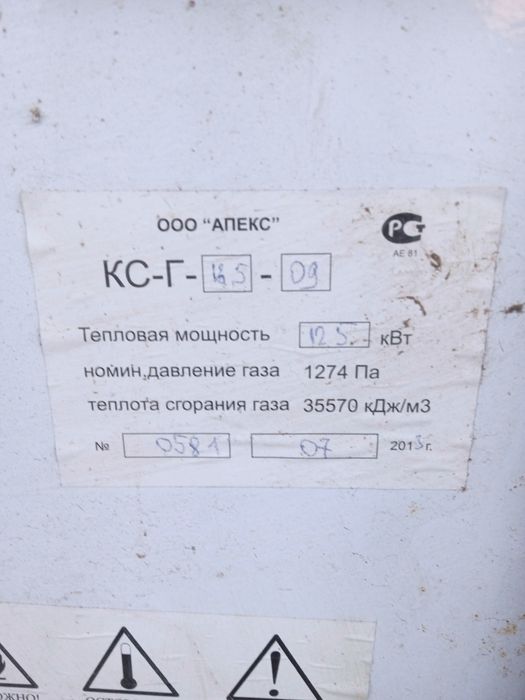 ООО "АПЕКС"
РСТ
АЕ 81
КС-Г-12,5-09
Тепловая мощность 12,5 кВт
номин,давление газа 1274 Па
теплота сгорания газа 35570 кДж/м3
№ 0581 07 2013г.